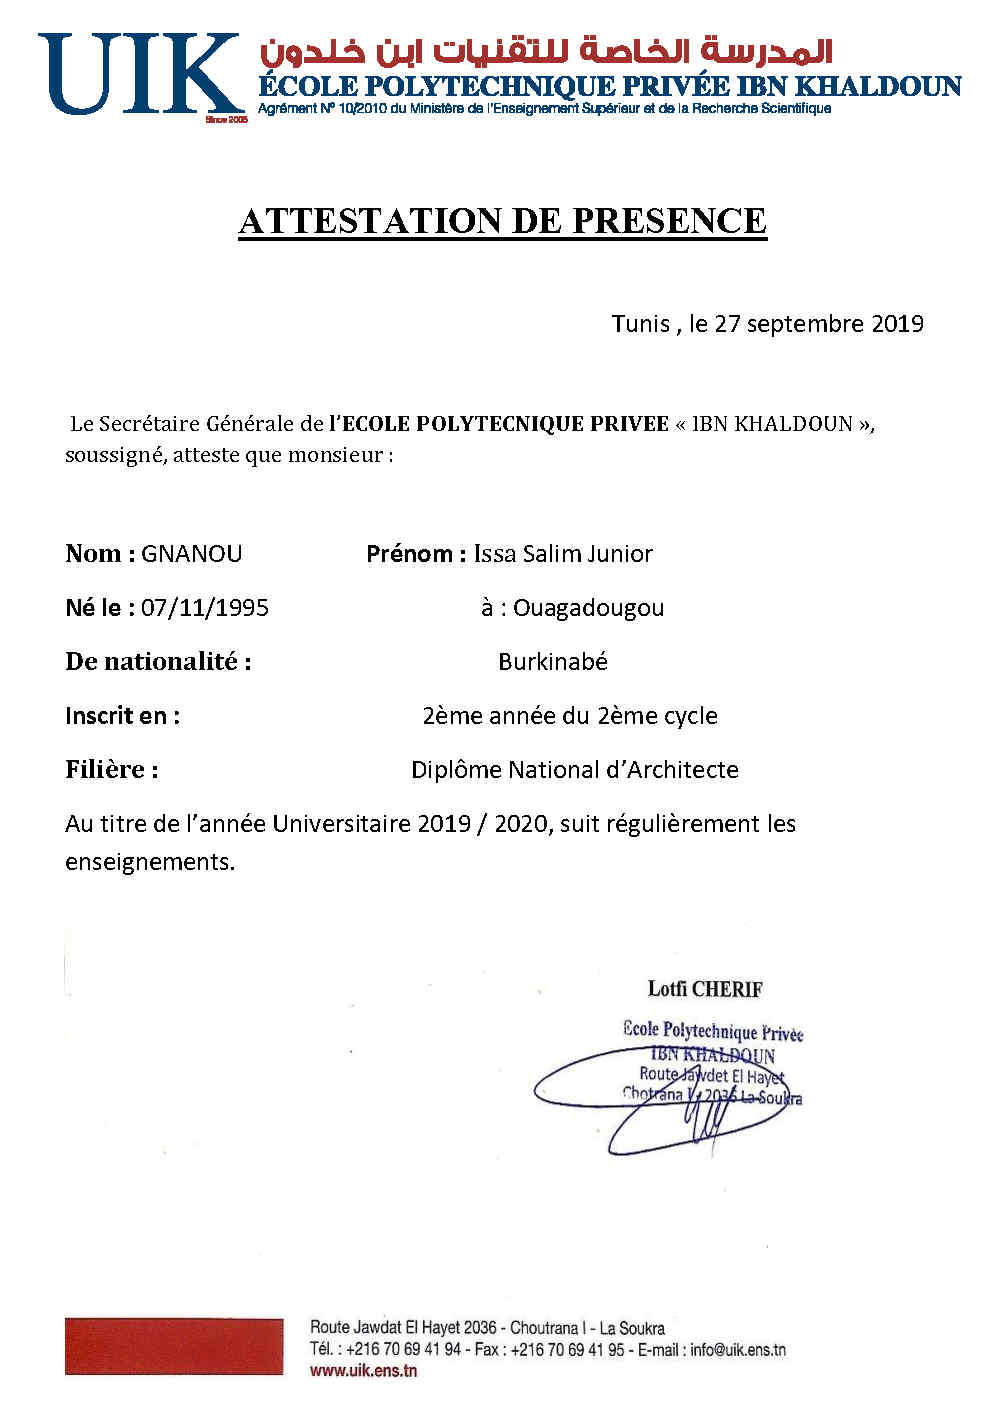 UIK
Since 2005
المدرسة الخاصة للتقنيات ابن خلدون
ÉCOLE POLYTECHNIQUE PRIVÉE IBN KHALDOUN
Agrément N° 10/2010 du Ministère de l'Enseignement Supérieur et de la Recherche Scientifique
ATTESTATION DE PRESENCE
Tunis , le 27 septembre 2019
Le Secrétaire Générale de l'ECOLE POLYTECNIQUE PRIVEE « IBN KHALDOUN »,
soussigné, atteste que monsieur :
Nom : GNANOU Prénom : Issa Salim Junior
Né le : 07/11/1995 à : Ouagadougou
De nationalité : Burkinabé
Inscrit en : 2ème année du 2ème cycle
Filière : Diplôme National d'Architecte
Au titre de l'année Universitaire 2019 / 2020, suit régulièrement les
enseignements.
Lotfi CHERIF
Ecole Polytechnique Privée
IBN KHALDOUN
Route Jawdet El Hayet
Chotrana I - 2036 La Soukra
Route Jawdat El Hayet 2036 - Choutrana I - La Soukra
Tél. : +216 70 69 41 94 - Fax : +216 70 69 41 95 - E-mail : info@uik.ens.tn
www.uik.ens.tn